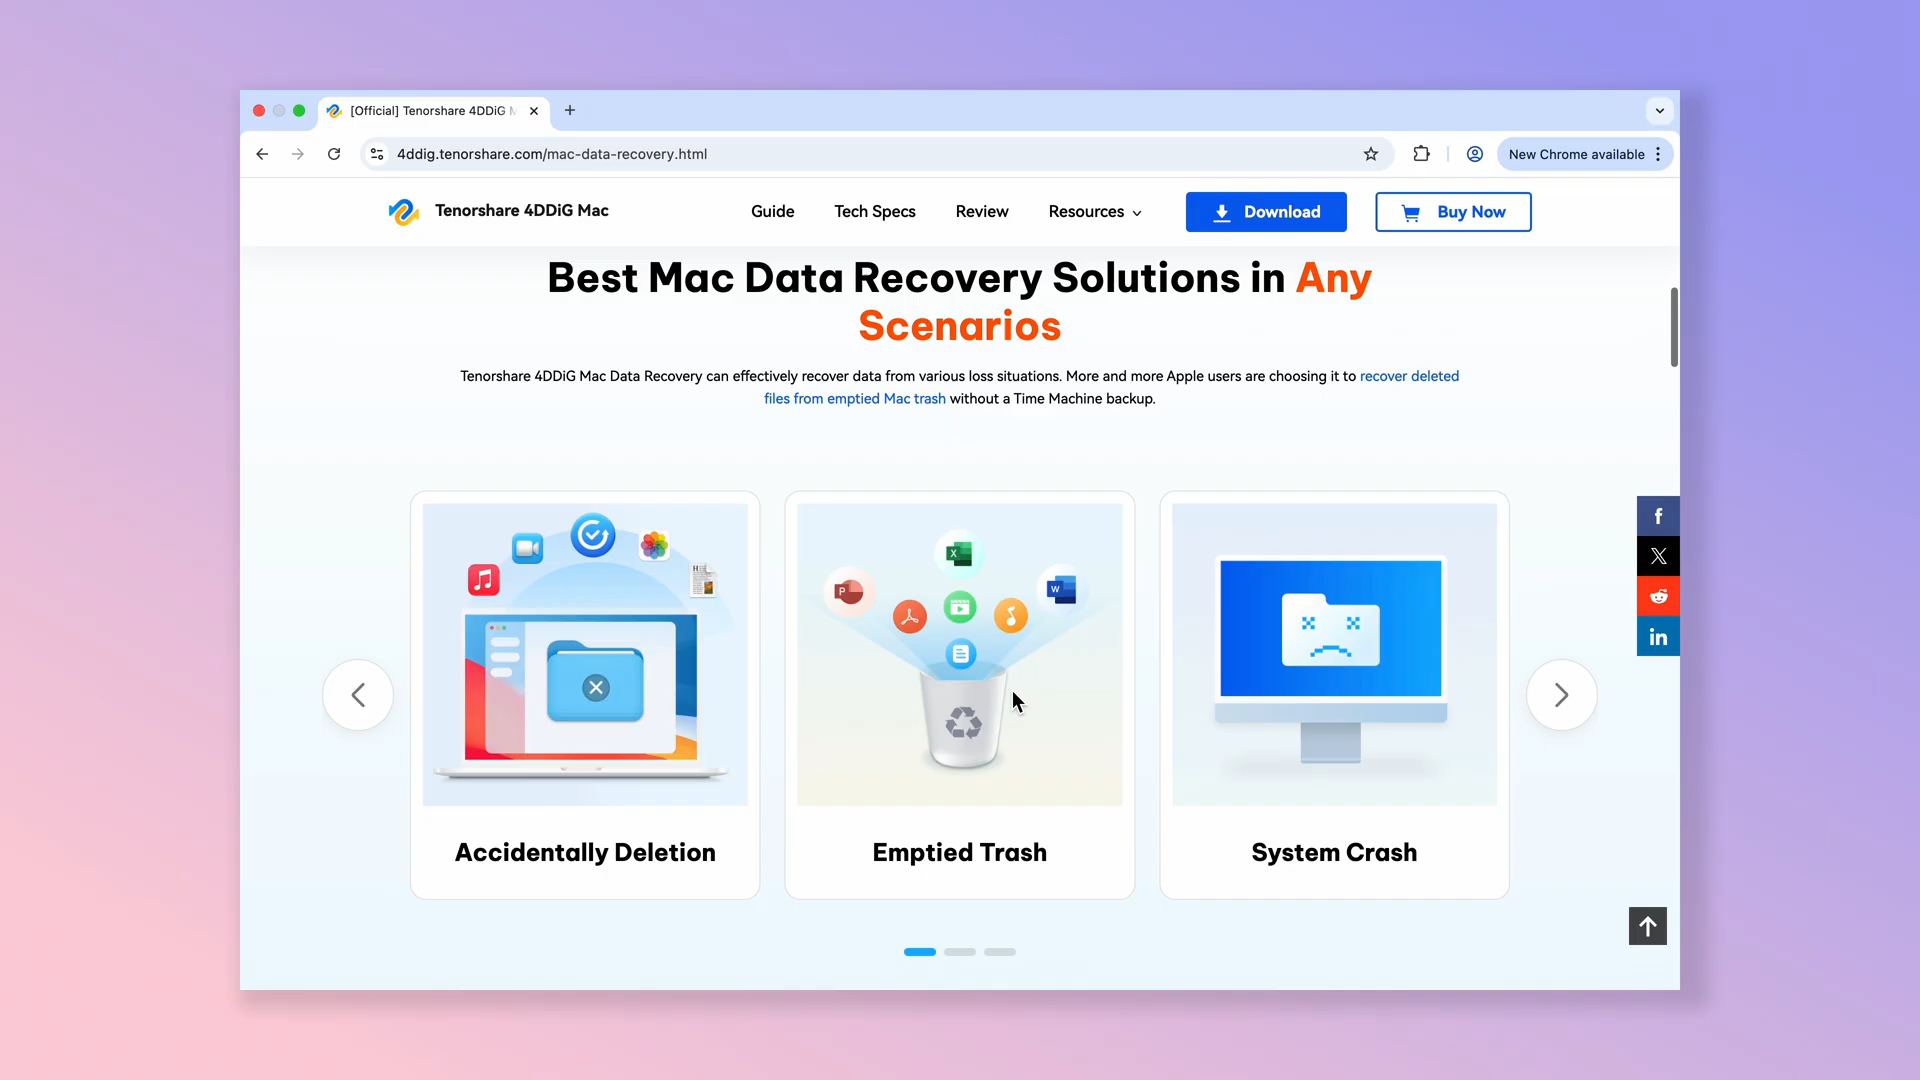 [Official] Tenorshare 4DDiG M
4ddig.tenorshare.com/mac-data-recovery.html
New Chrome available
Tenorshare 4DDiG Mac
Guide
Tech Specs
Review
Resources
Download
Buy Now
Best Mac Data Recovery Solutions in Any
Scenarios
Tenorshare 4DDiG Mac Data Recovery can effectively recover data from various loss situations. More and more Apple users are choosing it to recover deleted
files from emptied Mac trash without a Time Machine backup.
f
X
in
X
P
W
Accidentally Deletion
Emptied Trash
System Crash